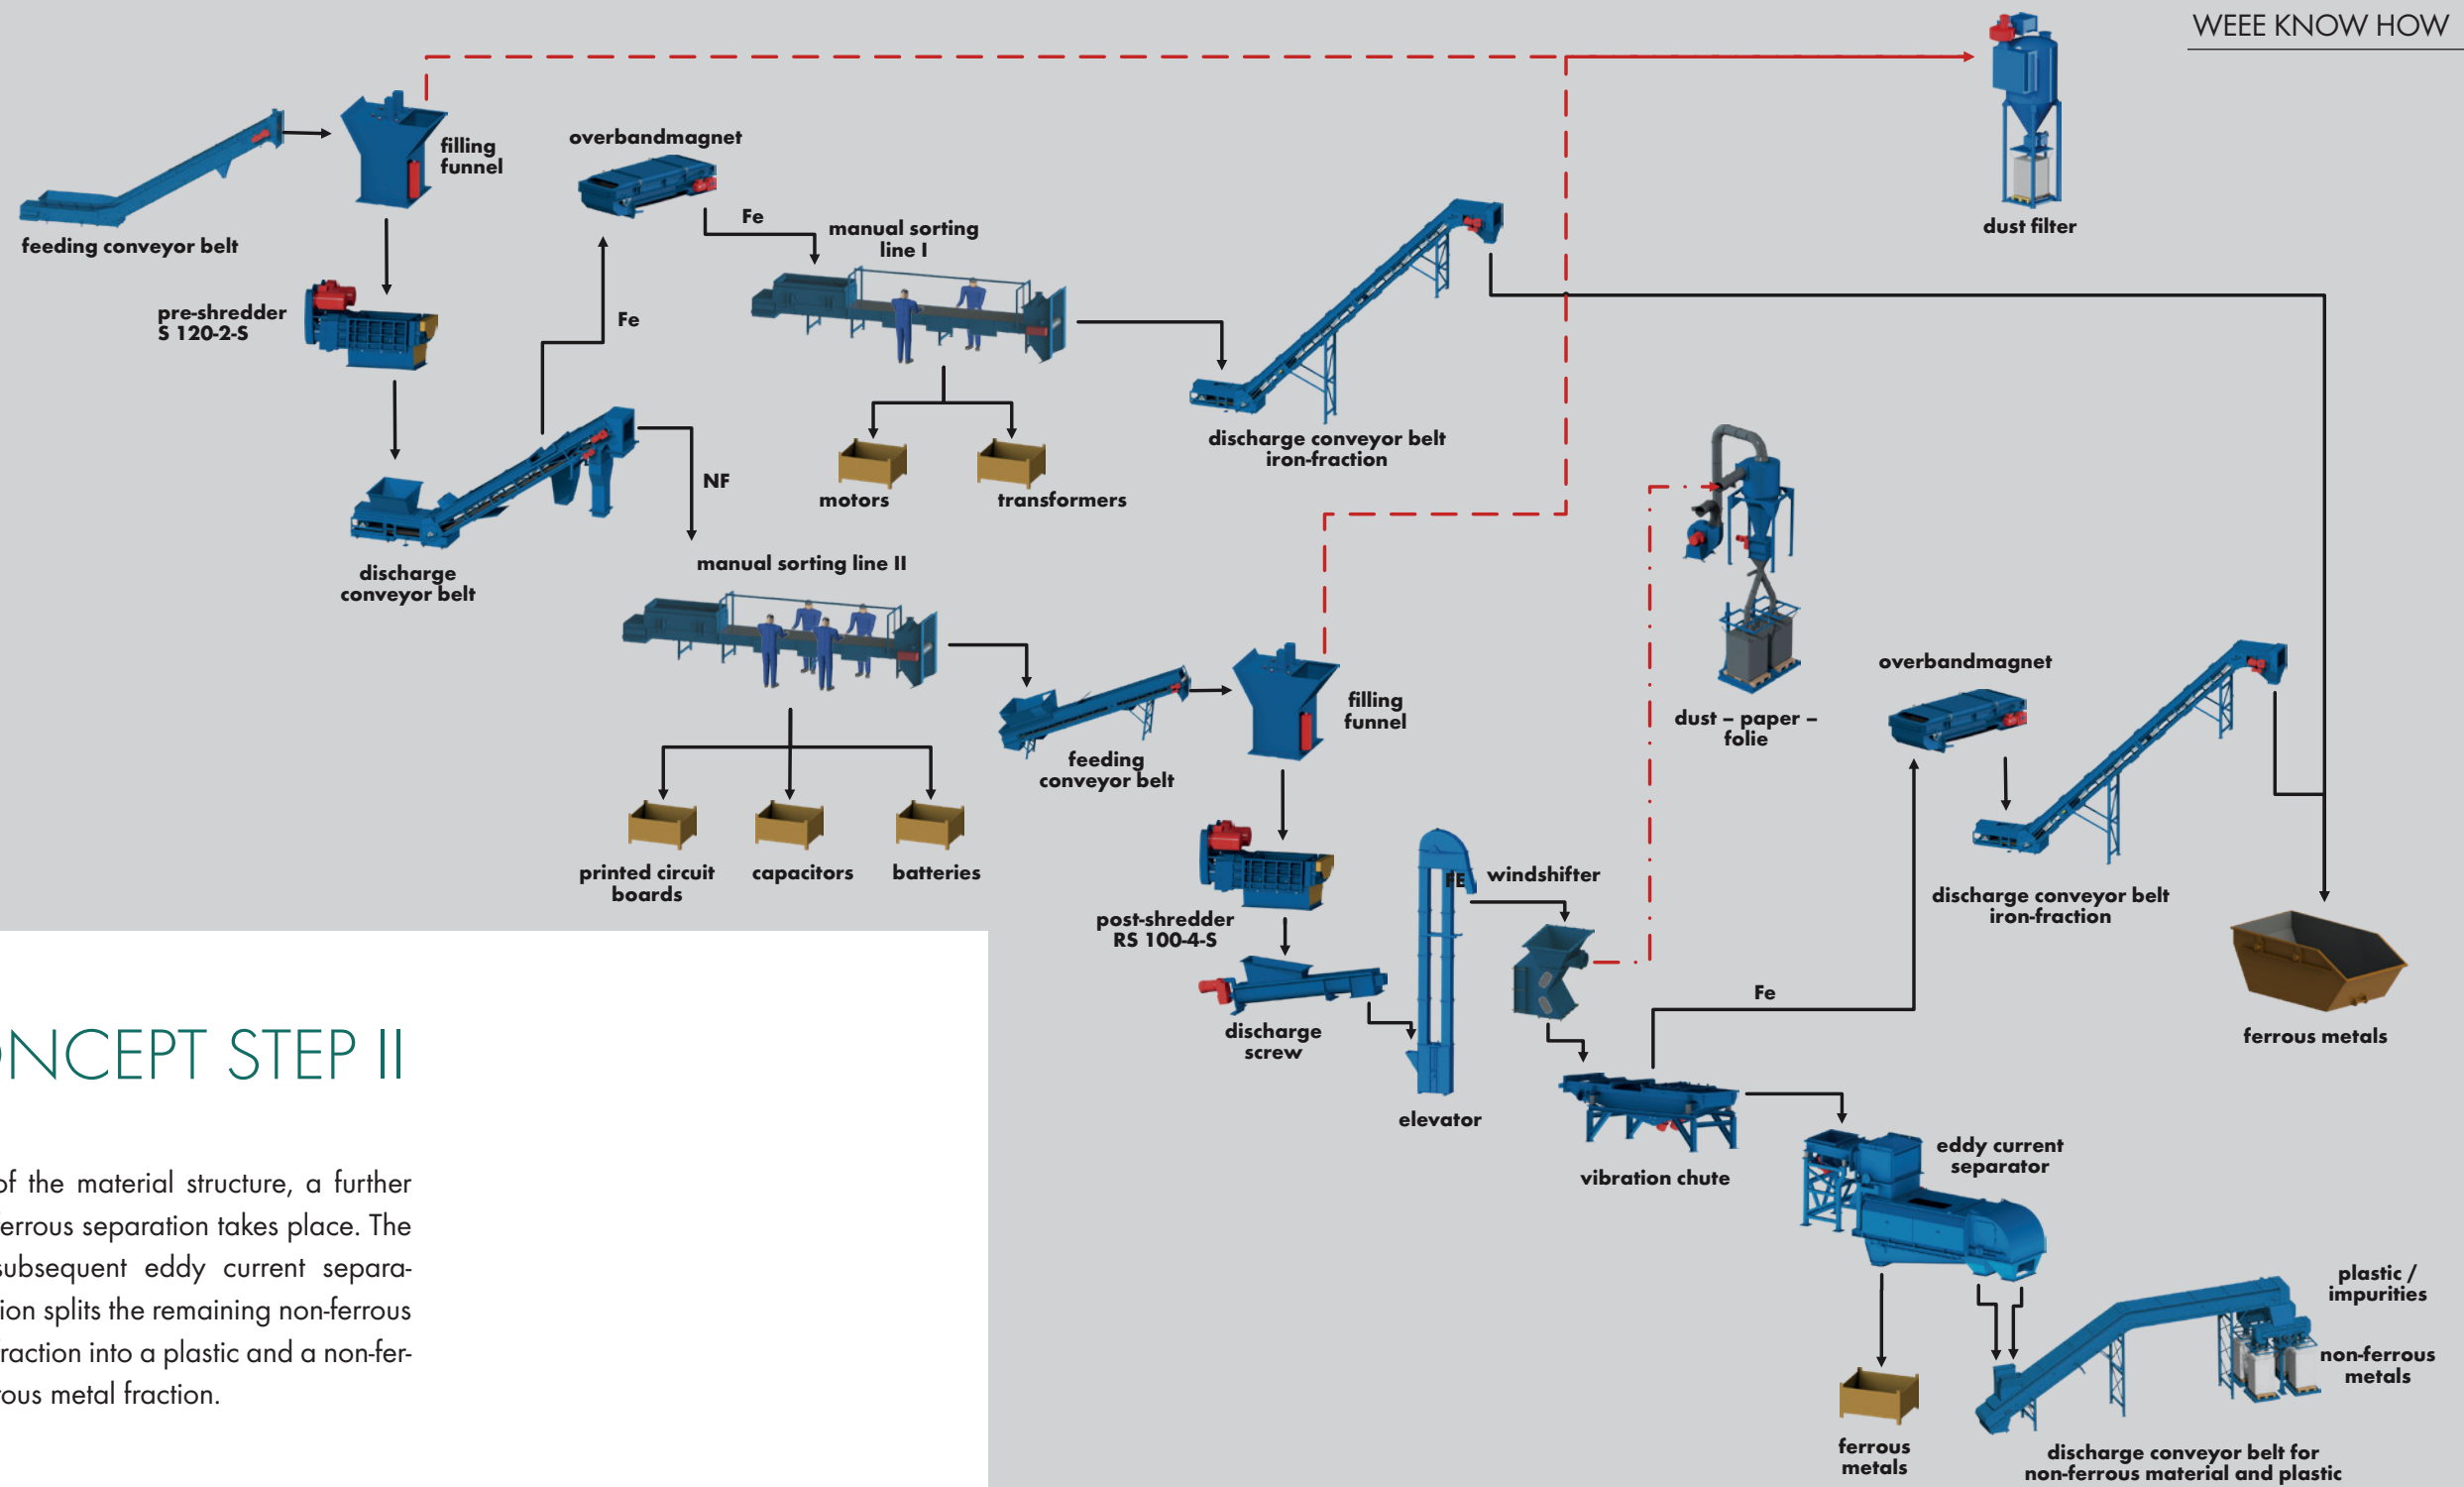 WEEE KNOW HOW
filling
funnel
overbandmagnet
feeding conveyor belt
Fe
manual sorting
line I
dust filter
pre-shredder
S 120-2-S
Fe
discharge conveyor belt
iron-fraction
motors
transformers
NF
discharge
conveyor belt
manual sorting line II
overbandmagnet
filling
funnel
dust – paper –
folie
feeding
conveyor belt
printed circuit
boards
capacitors
batteries
FE
windshifter
post-shredder
RS 100-4-S
discharge conveyor belt
iron-fraction
Fe
discharge
screw
ferrous metals
elevator
vibration chute
eddy current
separator
plastic /
impurities
non-ferrous
metals
ferrous
metals
discharge conveyor belt for
non-ferrous material and plastic
ONCEPT STEP II
of the material structure, a further
ferrous separation takes place. The
subsequent eddy current separa-
tion splits the remaining non-ferrous
fraction into a plastic and a non-fer-
rous metal fraction.